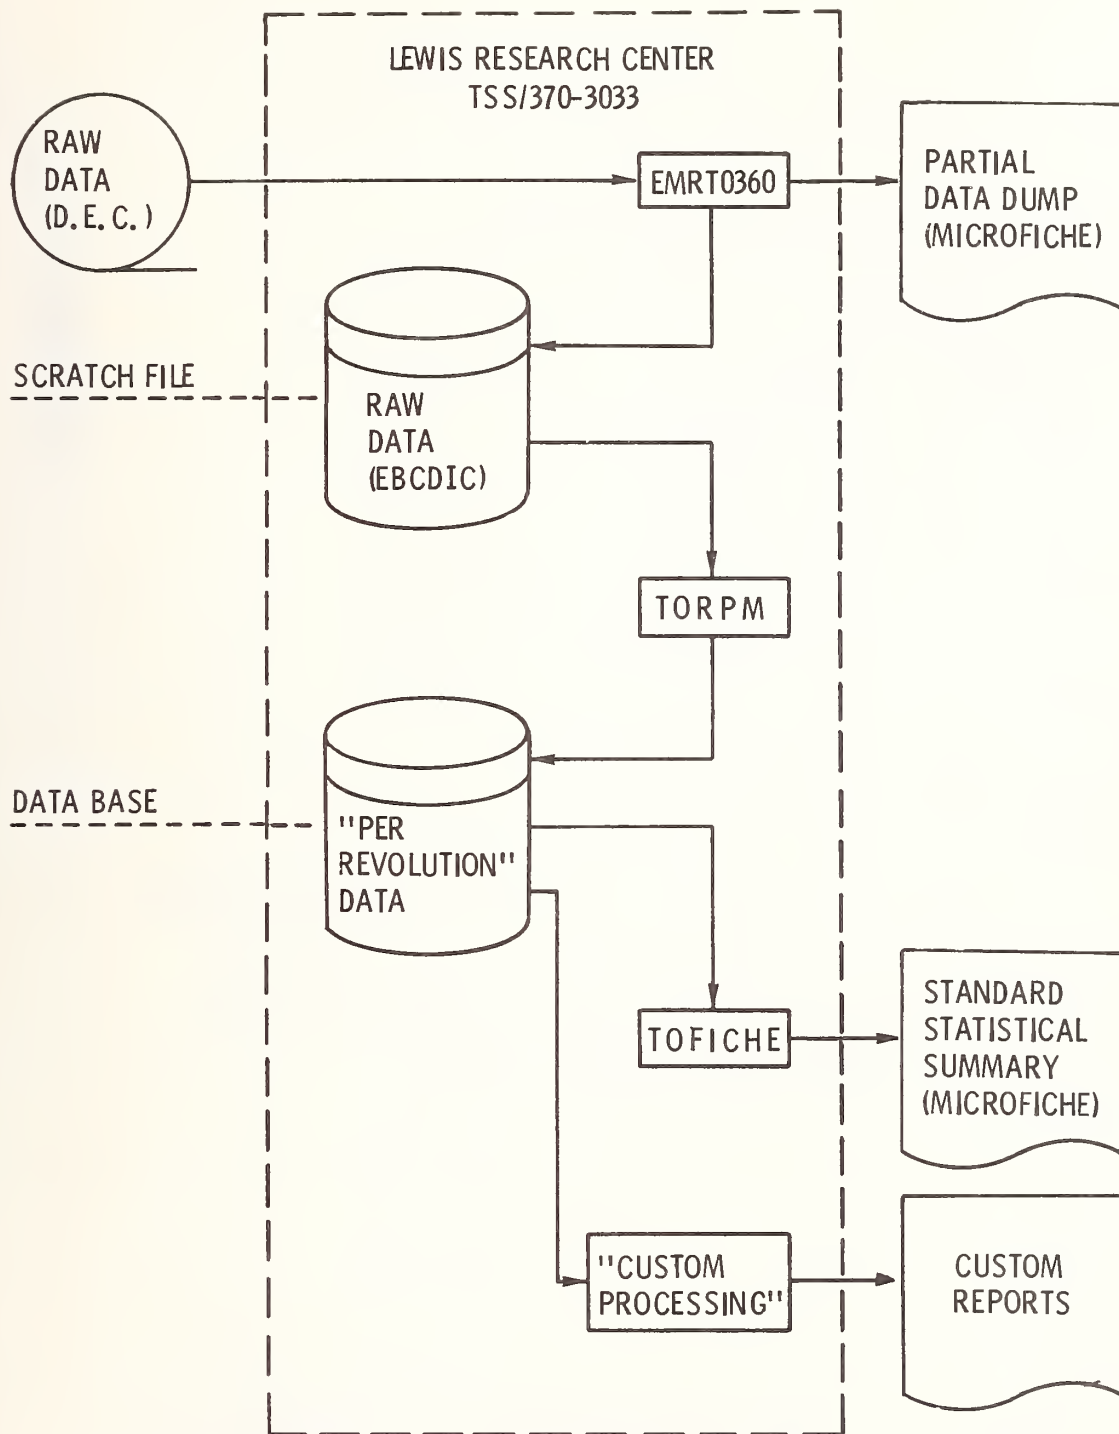 LEWIS RESEARCH CENTER
TSS/370-3033
RAW
DATA
(D.E.C.)
EMRT0360
PARTIAL
DATA DUMP
(MICROFICHE)
SCRATCH FILE
RAW
DATA
(EBCDIC)
TORPM
DATA BASE
"PER
REVOLUTION"
DATA
TOFICHE
STANDARD
STATISTICAL
SUMMARY
(MICROFICHE)
"CUSTOM
PROCESSING"
CUSTOM
REPORTS